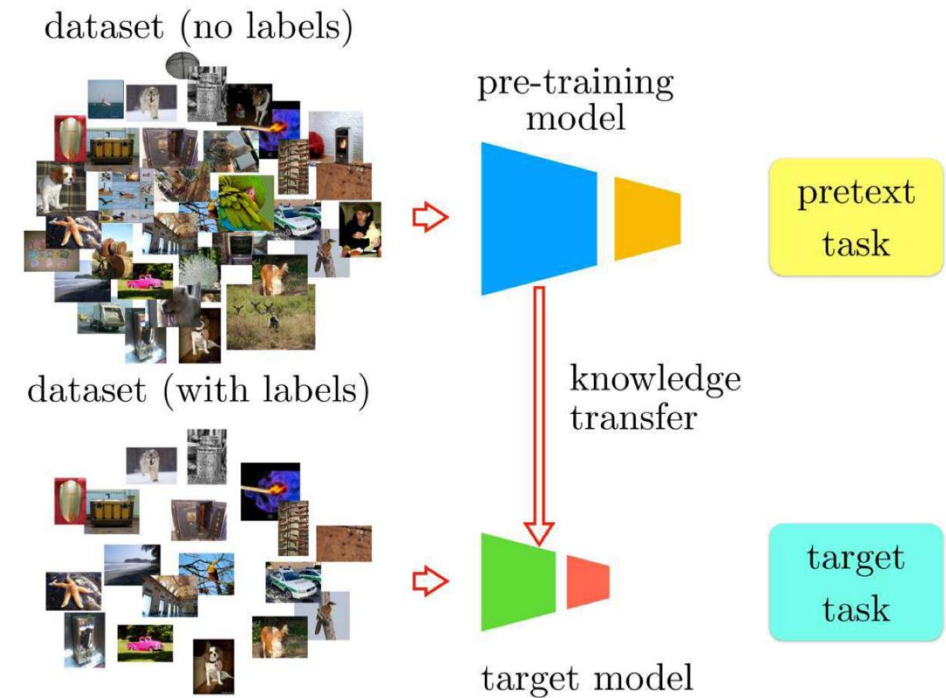 dataset (no labels)
pre-training
model
pretext
task
dataset (with labels)
knowledge
transfer
target
task
target model